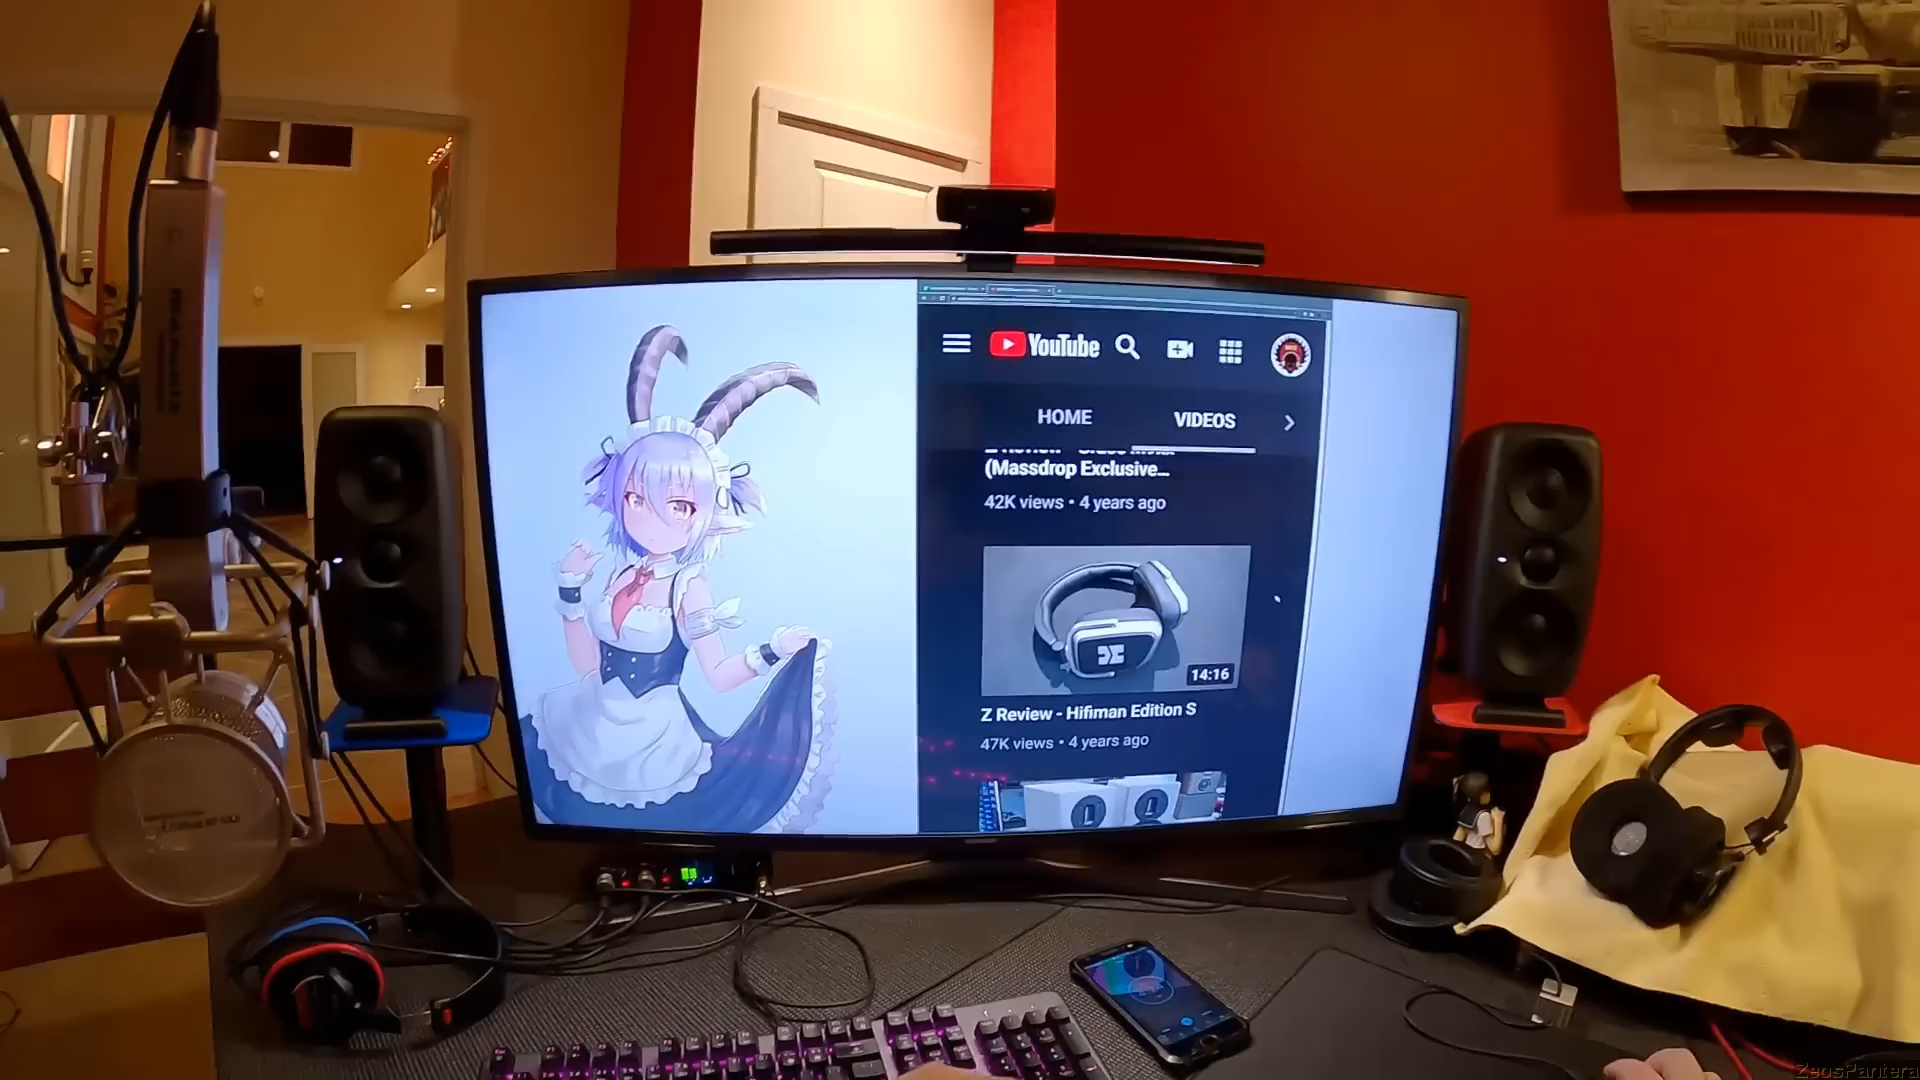 YouTube
HOME
VIDEOS
(Massdrop Exclusive...
42K views • 4 years ago
14:16
Z Review - Hifiman Edition S
47K views • 4 years ago
ZeosPantera